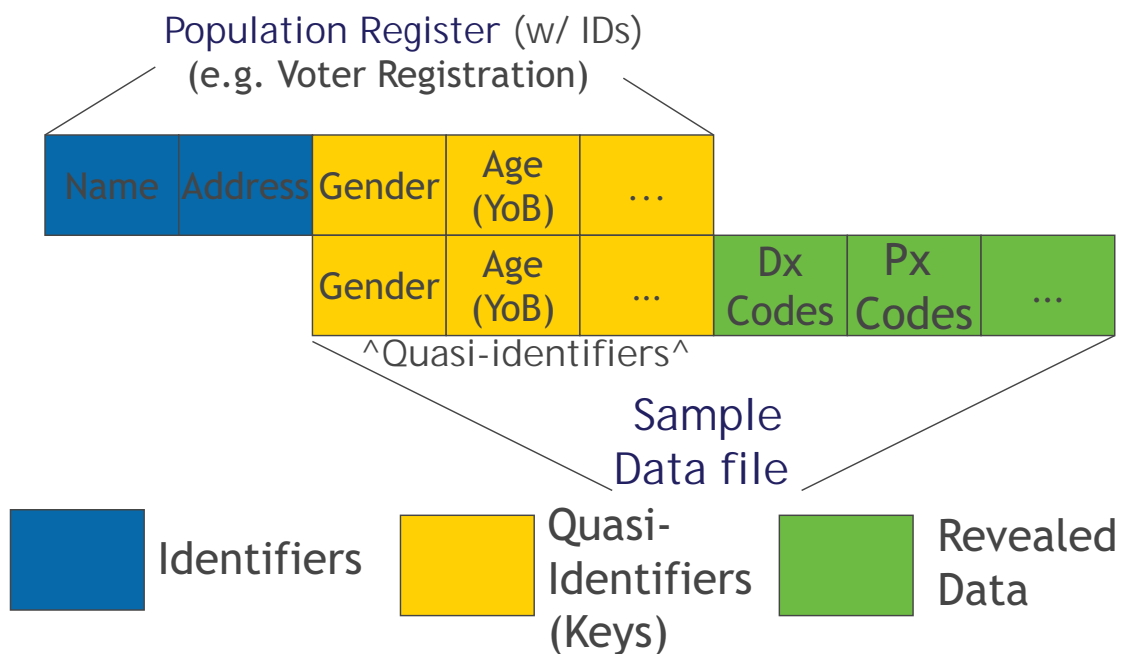 Population Register (w/ IDs)
(e.g. Voter Registration)
Name
Address
Gender
Age
(YoB)
...
Gender
Age
(YoB)
...
Dx
Codes
Px
Codes
...
^Quasi-identifiers^
Sample
Data file
Identifiers
Quasi-
Identifiers
(Keys)
Revealed
Data